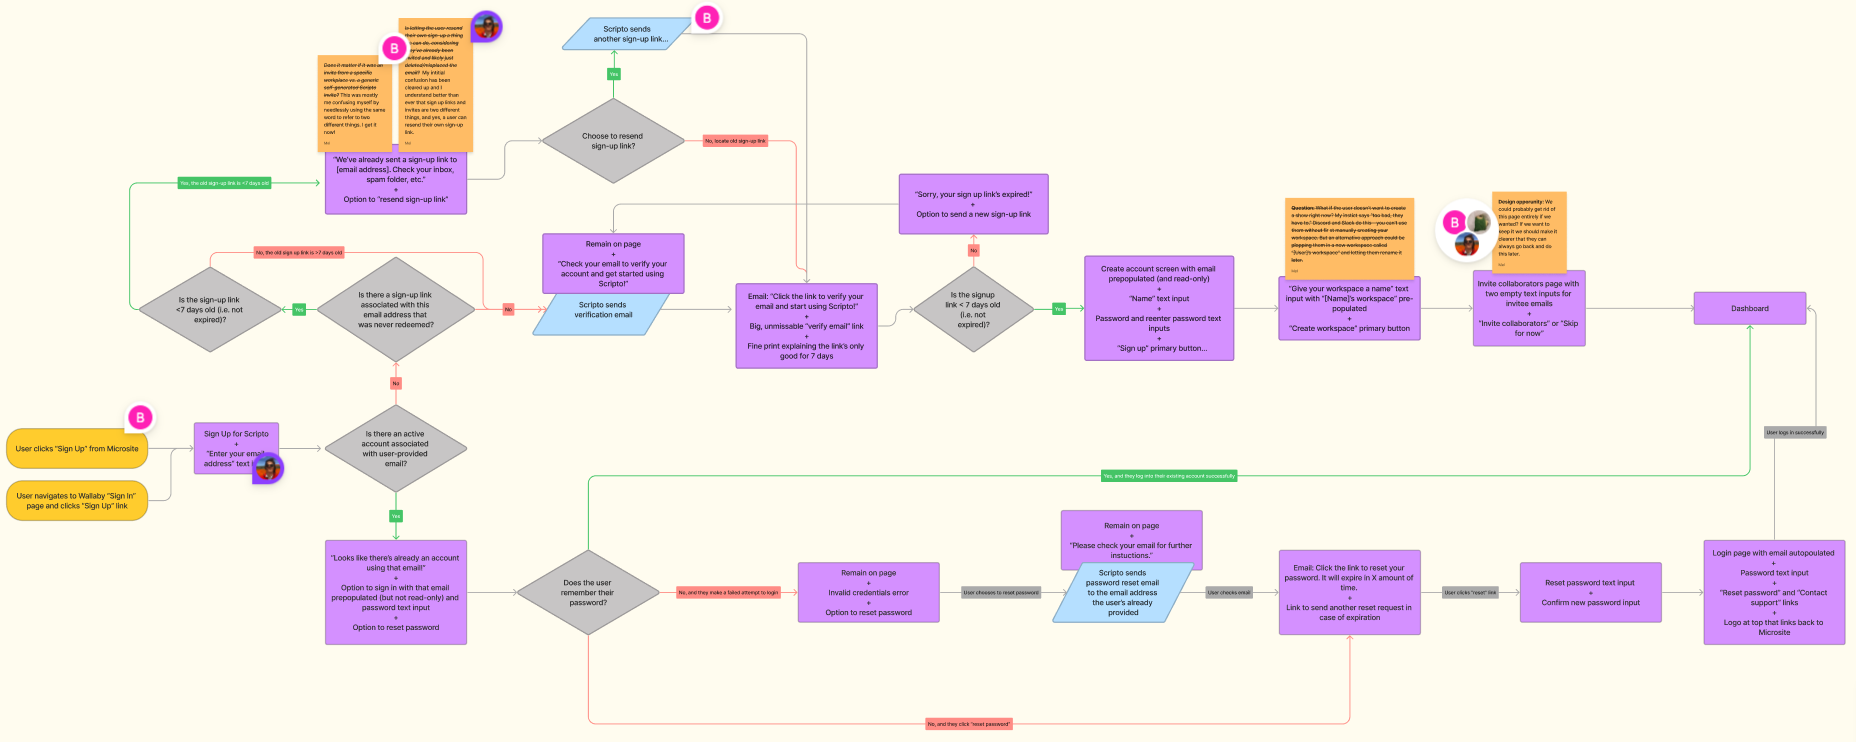 B
Scripto sends
another sign-up link...
B
Is letting the user resend
their own sign-up a thing
we can do, considering
they've already been
invited and likely just
deleted/misplaced the
email? My initial
confusion has been
cleared up and I
understand better than
ever that sign up links and
invites are two different
things, and yes, a user can
resend their own sign-up
link.
Does it matter if it was an
invite from a specific
workplace vs. a generic
self-generated Scripto
invite? This was mostly
me confusing myself by
needlessly using the same
word to refer to two
different things. I get it
now!
Yes
Choose to resend
sign-up link?
No, locate old sign-up link
"We've already sent a sign-up link to
[email address]. Check your inbox,
spam folder, etc."
+
Option to "resend sign-up link"
Yes, the old sign-up link is <7 days old
"Sorry, your sign up link's expired!"
+
Option to send a new sign-up link
No
Question: What if the user doesn't want to create
a show right now? My instict says "too bad, they
have to." Discord and Slack do this—you can't use
them without first manually creating your
workspace. But an alternative approach could be
plopping them in a new workspace called
"[User]'s workspace" and letting them rename it
later.
B
Design opporunity: We
could probably get rid of
this page entirely if we
wanted? If we want to
keep it we should make it
clearer that they can
always go back and do
this later.
No, the old sign up link is >7 days old
Remain on page
+
"Check your email to verify your
account and get started using
Scripto!"
Is the sign-up link
<7 days old (i.e. not
expired)?
Yes
Is there a sign-up link
associated with this
email address that
was never redeemed?
No
Scripto sends
verification email
Email: "Click the link to verify your
email and start using Scripto!"
+
Big, unmissable "verify email" link
+
Fine print explaining the link's only
good for 7 days
Is the signup
link < 7 days old
(i.e. not
expired)?
Yes
Create account screen with email
prepopulated (and read-only)
+
"Name" text input
+
Password and reenter password text
inputs
+
"Sign up" primary button...
"Give your workspace a name" text
input with "[Name]'s workspace" pre-
populated
+
"Create workspace" primary button
Invite collaborators page with
two empty text inputs for
invitee emails
+
"Invite collaborators" or "Skip
for now"
Dashboard
No
B
User clicks "Sign Up" from Microsite
User navigates to Wallaby "Sign In"
page and clicks "Sign Up" link
Sign Up for Scripto
+
"Enter your email
address" text
Is there an active
account associated
with user-provided
email?
User logs in successfully
Yes, and they log into their existing account successfully
Yes
"Looks like there's already an account
using that email!"
+
Option to sign in with that email
prepopulated (but not read-only) and
password text input
+
Option to reset password
Does the user
remember their
password?
No, and they make a failed attempt to login
Remain on page
+
Invalid credentials error
+
Option to reset password
User chooses to reset password
Remain on page
+
"Please check your email for further
instuctions."
Scripto sends
password reset email
to the email address
the user's already
provided
User checks email
Email: Click the link to reset your
password. It will expire in X amount of
time.
+
Link to send another reset request in
case of expiration
User clicks "reset" link
Reset password text input
+
Confirm new password input
Login page with email autopopulated
+
Password text input
+
"Reset password" and "Contact
support" links
+
Logo at top that links back to
Microsite
No, and they click "reset password"